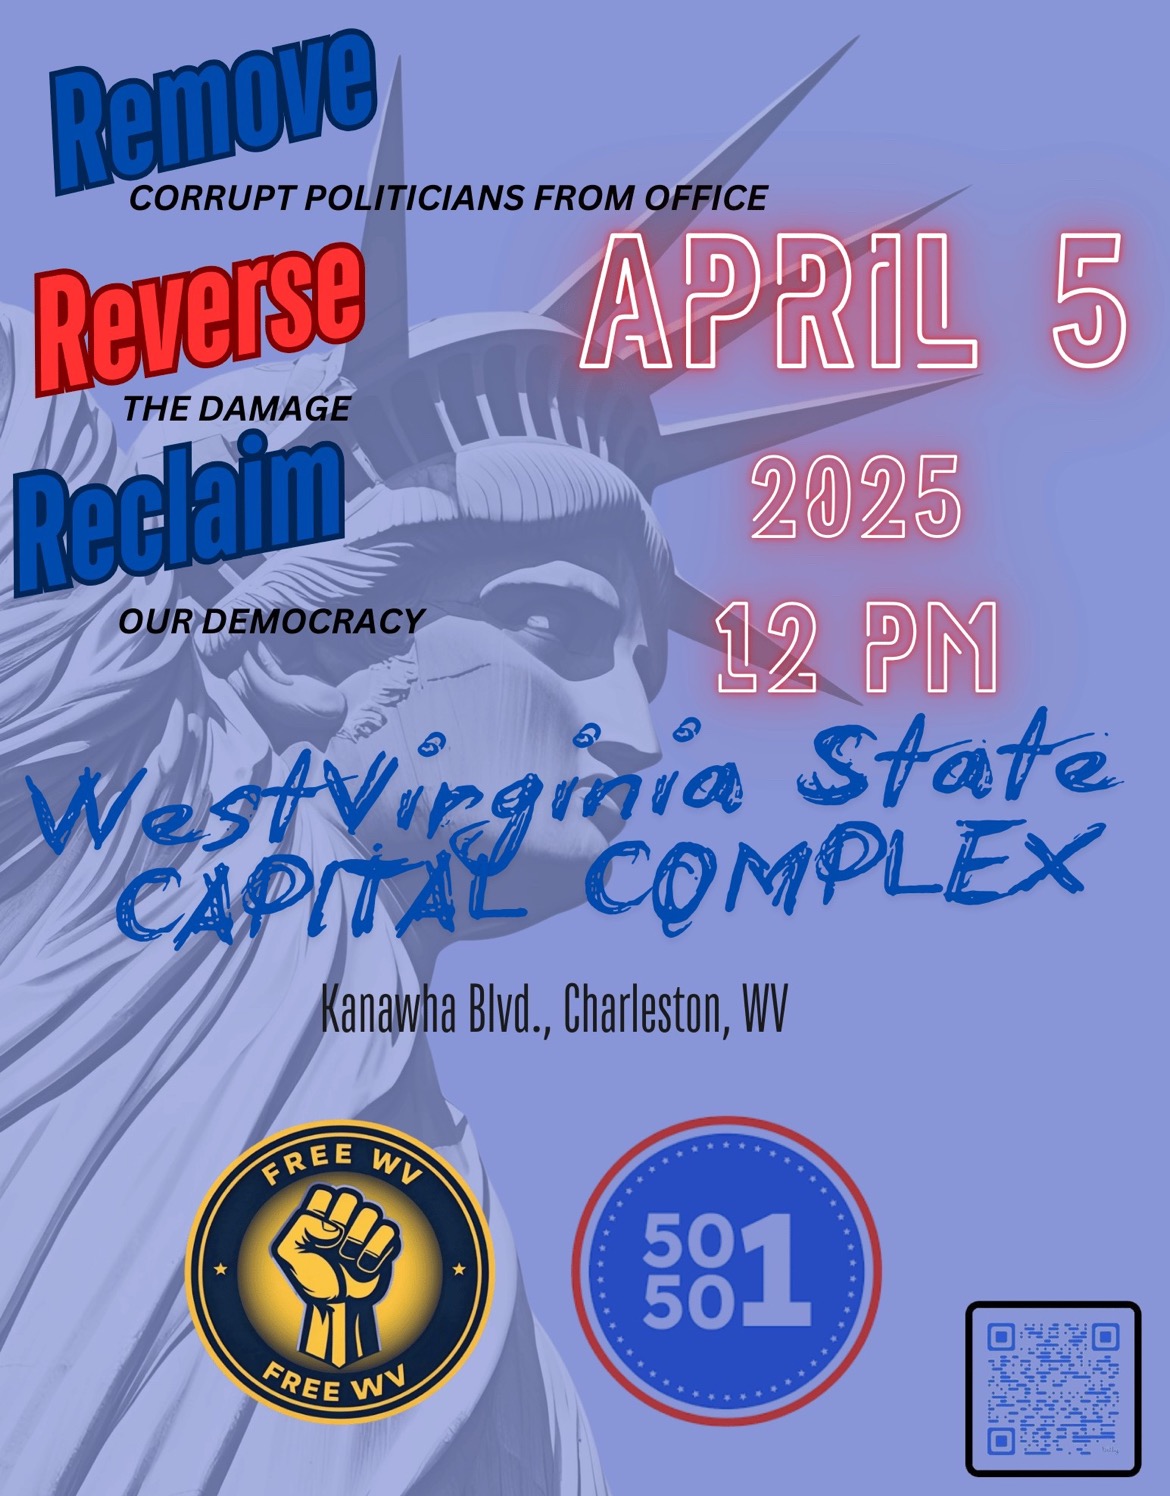 Remove
CORRUPT POLITICIANS FROM OFFICE
Reverse
THE DAMAGE
Reclaim
OUR DEMOCRACY
APRIL 5
2025
12 PM
WestVirginia State
CAPITAL COMPLEX
Kanawha Blvd., Charleston, WV
FREE WV
FREE WV
50
50
1